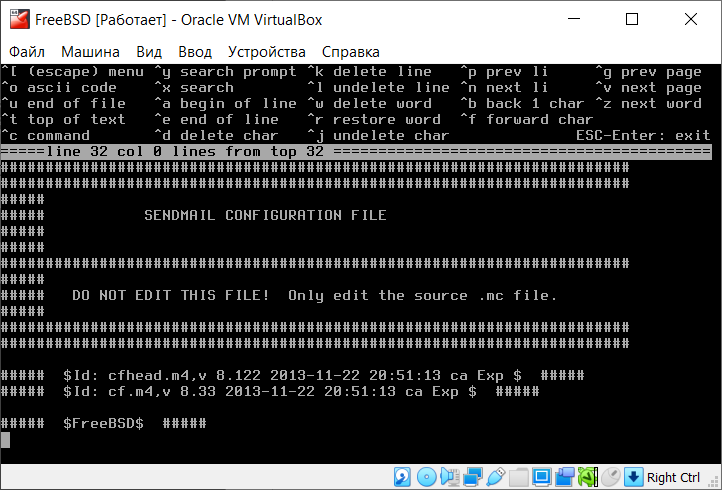 FreeBSD [Работает] - Oracle VM VirtualBox
Файл Машина Вид Ввод Устройства Справка
^[ (escape) menu ^y search prompt ^k delete line ^p prev li ^g prev page
^o ascii code ^x search ^l undelete line ^n next li ^v next page
^u end of file ^a begin of line ^w delete word ^b back 1 char ^z next word
^t top of text ^e end of line ^r restore word ^f forward char
^c command ^d delete char ^j undelete char ESC-Enter: exit
=====line 32 col 0 lines from top 32 ==========================================
######################################################################
######################################################################
#####
##### SENDMAIL CONFIGURATION FILE
#####
#####
######################################################################
#####
##### DO NOT EDIT THIS FILE! Only edit the source .mc file.
#####
######################################################################
######################################################################
##### $Id: cfhead.m4,v 8.122 2013-11-22 20:51:13 ca Exp $ #####
##### $Id: cf.m4,v 8.33 2013-11-22 20:51:13 ca Exp $ #####
##### $FreeBSD$ #####
Right Ctrl